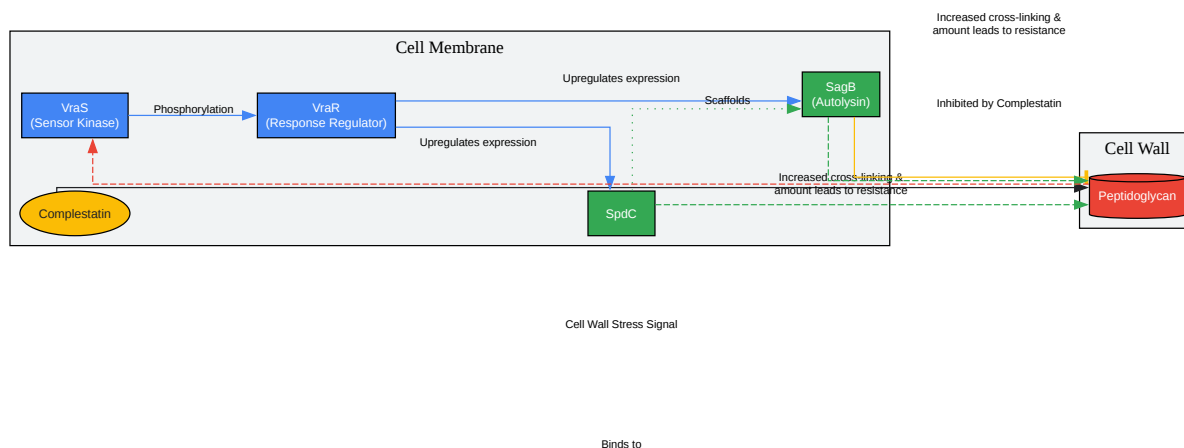 Increased cross-linking &
amount leads to resistance
Cell Membrane
Upregulates expression
SagB
(Autolysin)
VraS
(Sensor Kinase)
Phosphorylation
VraR
(Response Regulator)
Scaffolds
Inhibited by Complestatin
Upregulates expression
Cell Wall
Increased cross-linking &
amount leads to resistance
Peptidoglycan
Complestatin
SpdC
Cell Wall Stress Signal
Binds to